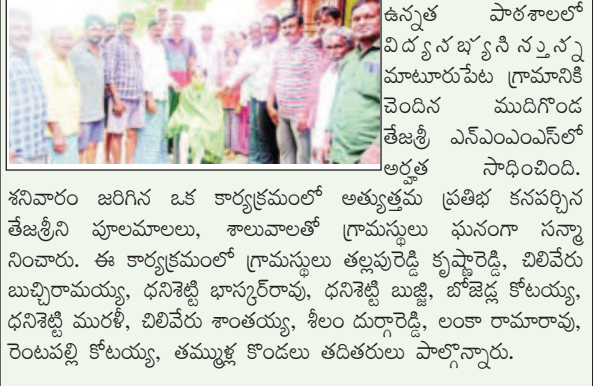 ఉన్నత పాఠశాలలో
విద్యనభ్యసిస్తున్న
మాటూరుపేట గ్రామానికి
చెందిన ముదిగొండ
తేజశ్రీ ఎన్ఎంఎంఎస్‌లో
అర్హత సాధించింది.
శనివారం జరిగిన ఒక కార్యక్రమంలో అత్యుత్తమ ప్రతిభ కనపర్చిన
తేజశ్రీని పూలమాలలు, శాలువాలతో గ్రామస్థులు ఘనంగా సన్మా
నించారు. ఈ కార్యక్రమంలో గ్రామస్థులు తల్లపురెడ్డి కృష్ణారెడ్డి, చిలివేరు
బుచ్చిరామయ్య, ధనిశెట్టి భాస్కర్‌రావు, ధనిశెట్టి బుజ్జి, బోజెడ్ల కోటయ్య,
ధనిశెట్టి మురళీ, చిలివేరు శాంతయ్య, శీలం దుర్గారెడ్డి, లంకా రామారావు,
రెంటపల్లి కోటయ్య, తమ్ముళ్ల కొండలు తదితరులు పాల్గొన్నారు.